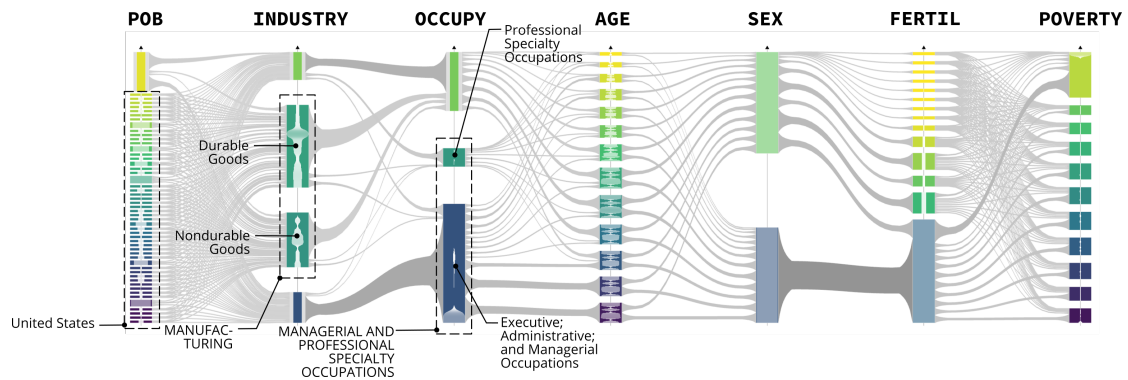 POB INDUSTRY OCCUPY AGE SEX FERTIL POVERTY
Professional
Specialty
Occupations
Durable
Goods
Nondurable
Goods
United States
MANUFAC-
TURING
MANAGERIAL AND
PROFESSIONAL
SPECIALTY
OCCUPATIONS
Executive;
Administrative;
and Managerial
Occupations